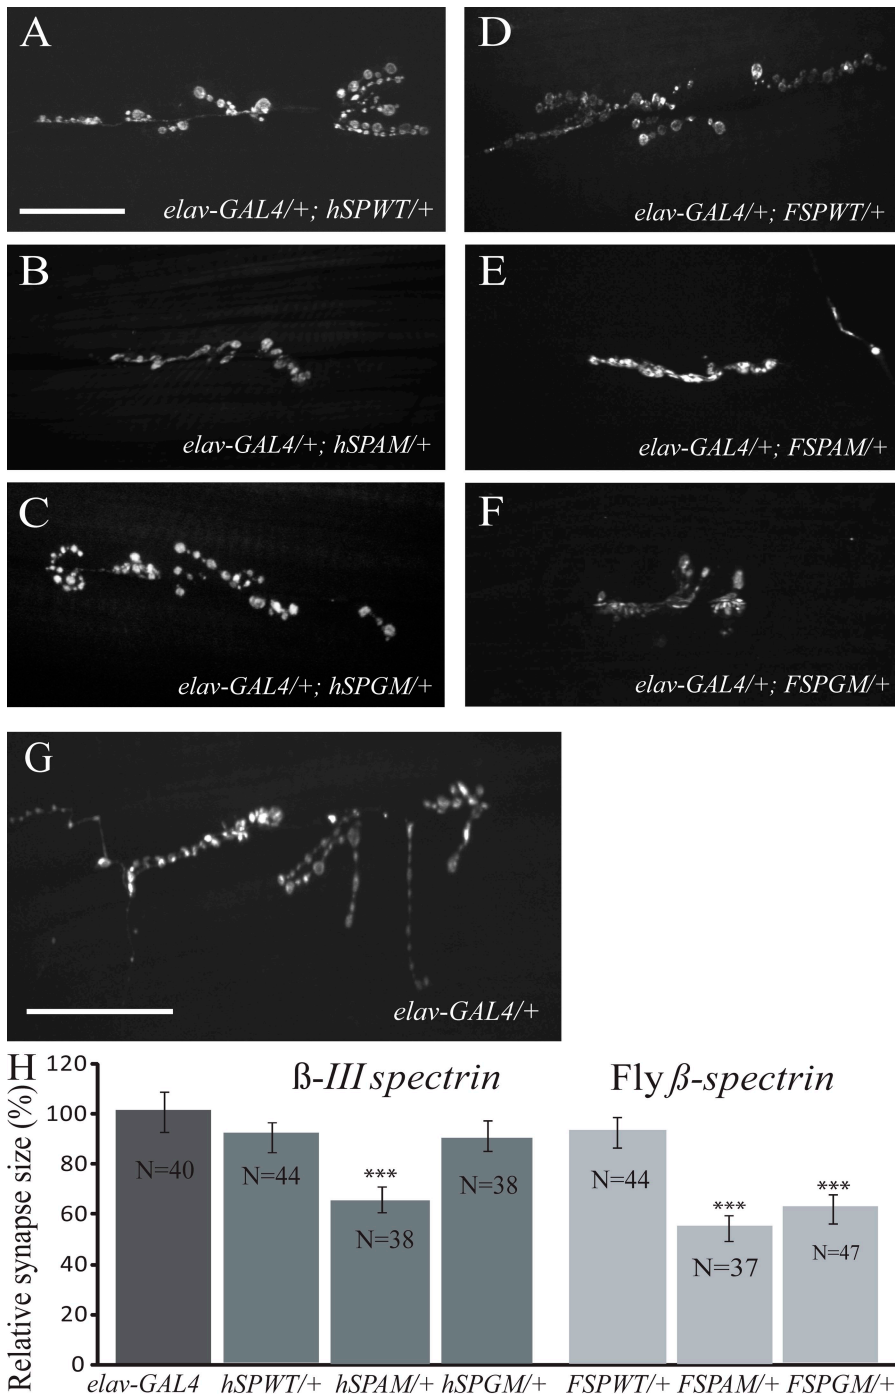 A
elav-GAL4/+; hSPWT/+
D
elav-GAL4/+; FSPWT/+
B
elav-GAL4/+; hSPAM/+
E
elav-GAL4/+; FSPAM/+
C
elav-GAL4/+; hSPGM/+
F
elav-GAL4/+; FSPGM/+
G
elav-GAL4/+
H
Relative synapse size (%)
120
100
80
60
40
20
0
ß-III spectrin
Fly ß-spectrin
N=40
N=44
***
N=38
N=38
N=44
***
N=37
***
N=47
elav-GAL4 hSPWT/+ hSPAM/+ hSPGM/+ FSPWT/+ FSPAM/+ FSPGM/+